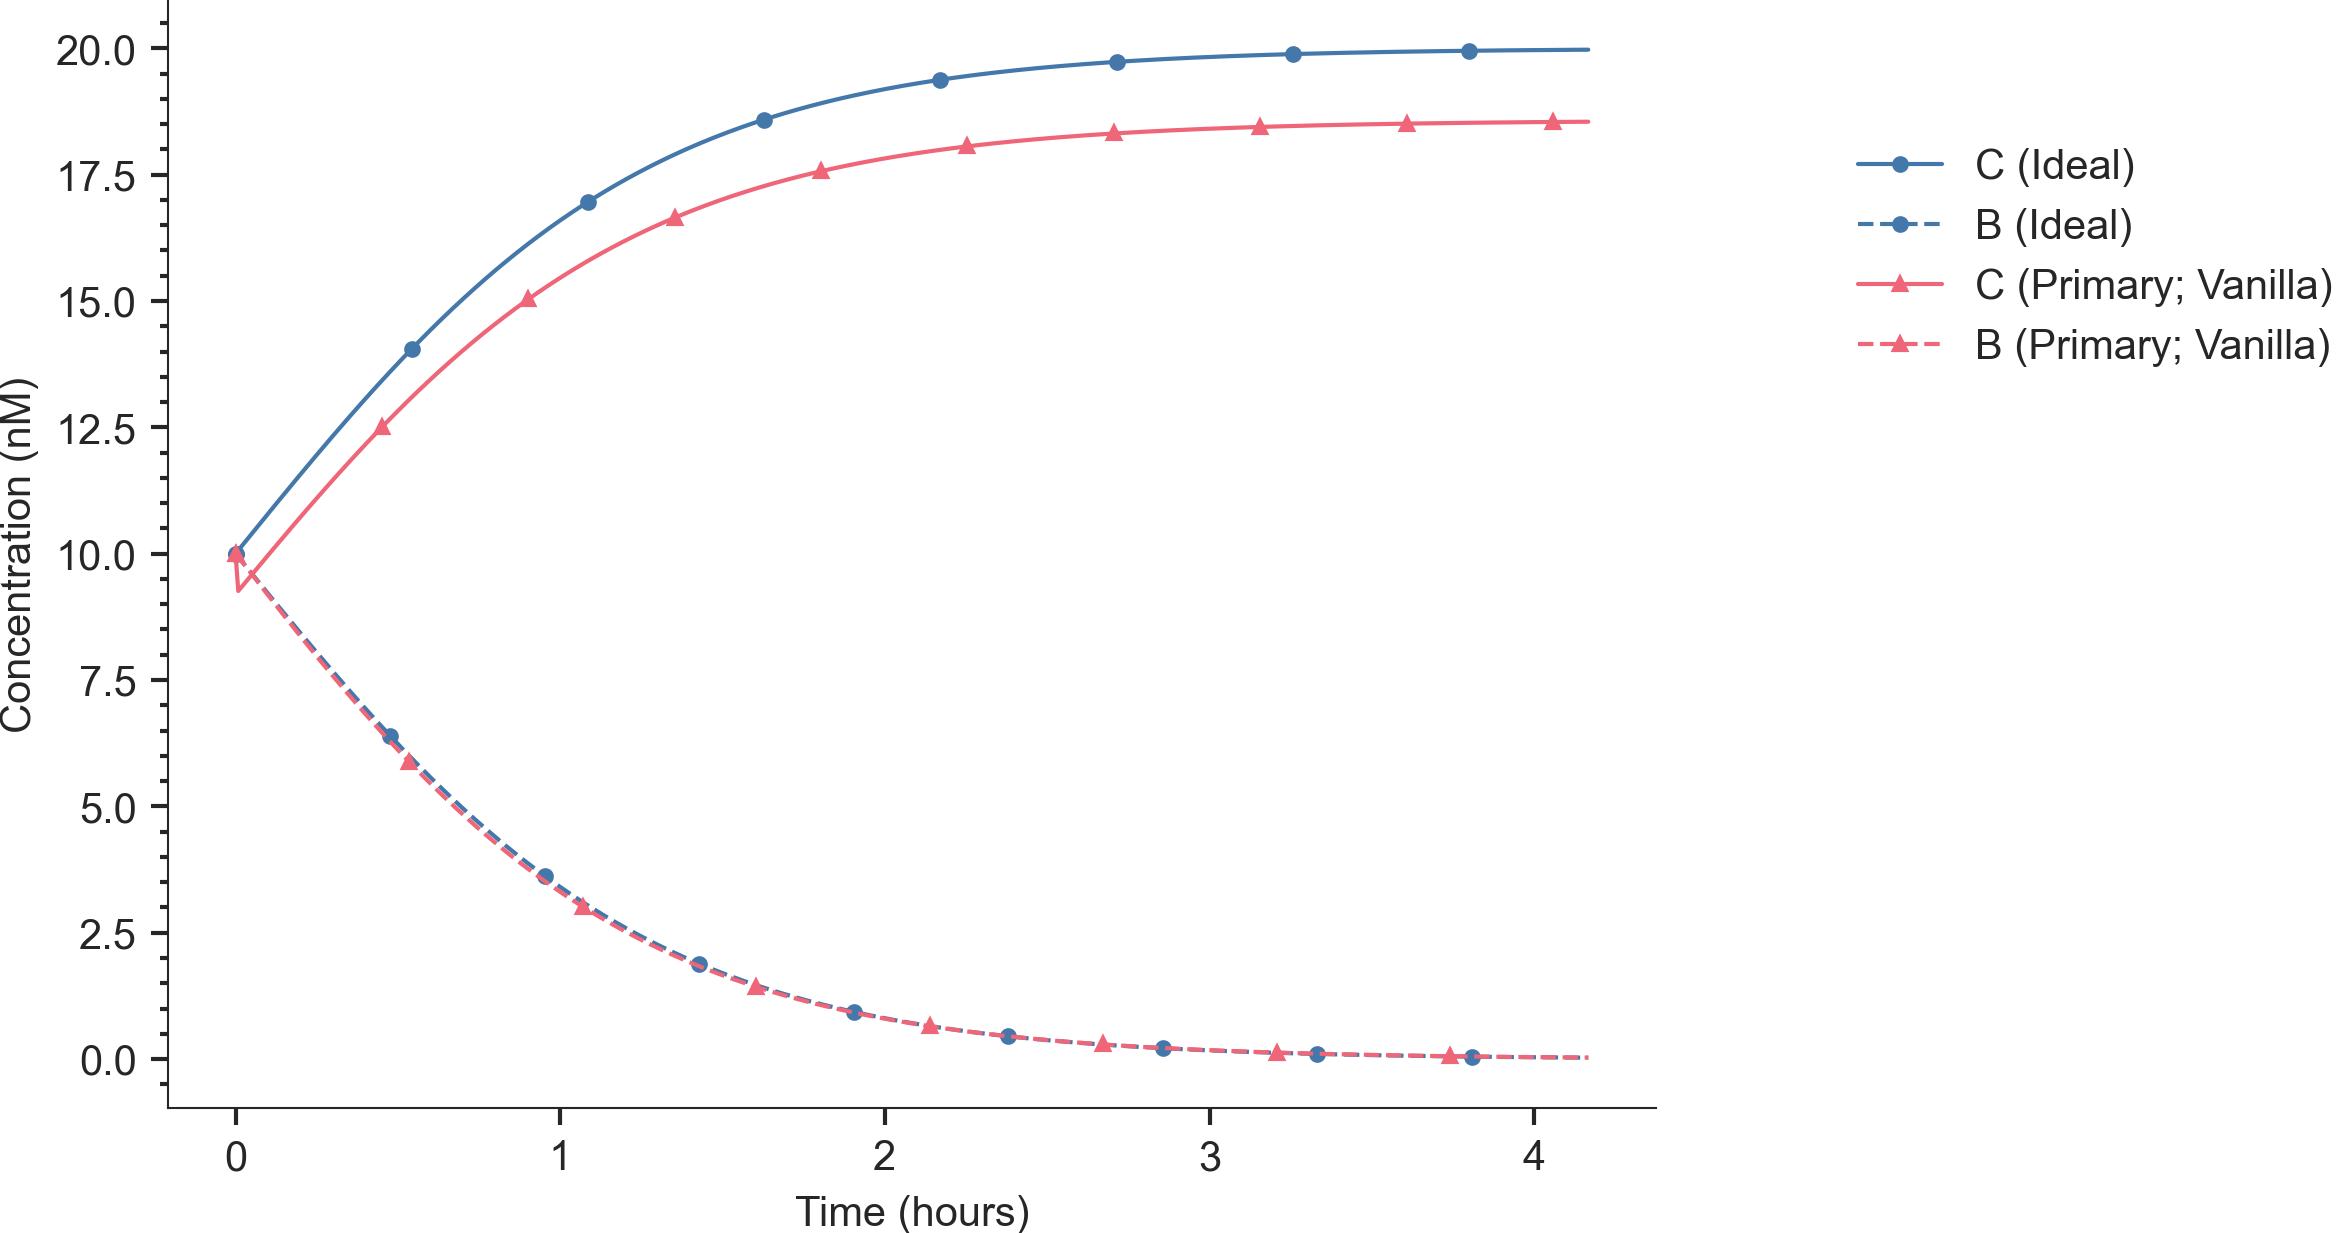 20.0
17.5
15.0
12.5
10.0
7.5
5.0
2.5
0.0
Concentration (nM)
0 1 2 3 4
Time (hours)
C (Ideal)
B (Ideal)
C (Primary; Vanilla)
B (Primary; Vanilla)